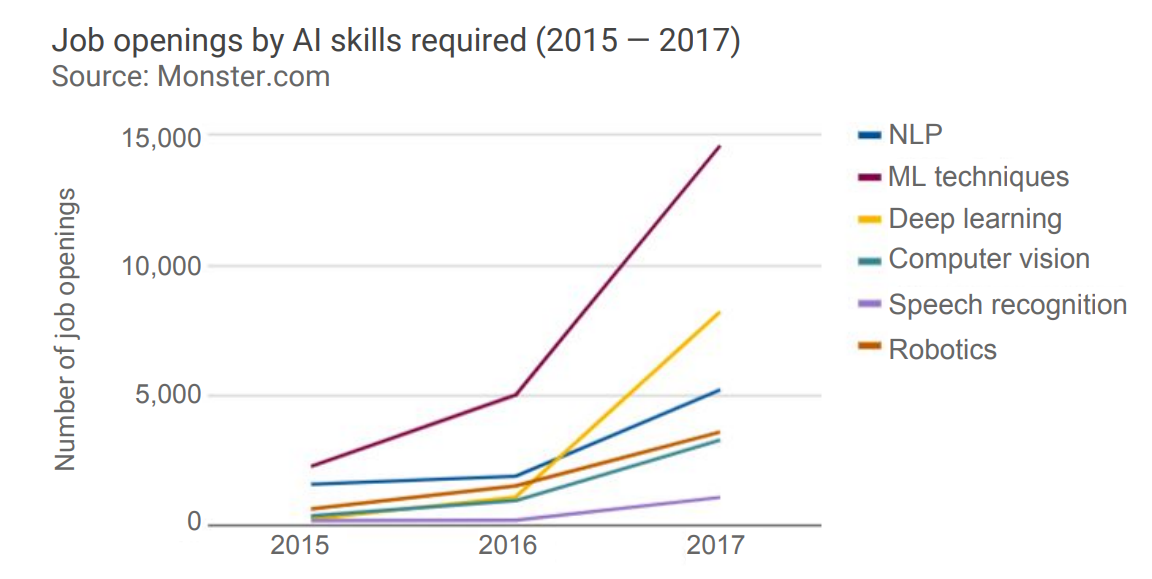 Job openings by AI skills required (2015 — 2017)
Source: Monster.com
Number of job openings
15,000
10,000
5,000
0
2015
2016
2017
NLP
ML techniques
Deep learning
Computer vision
Speech recognition
Robotics